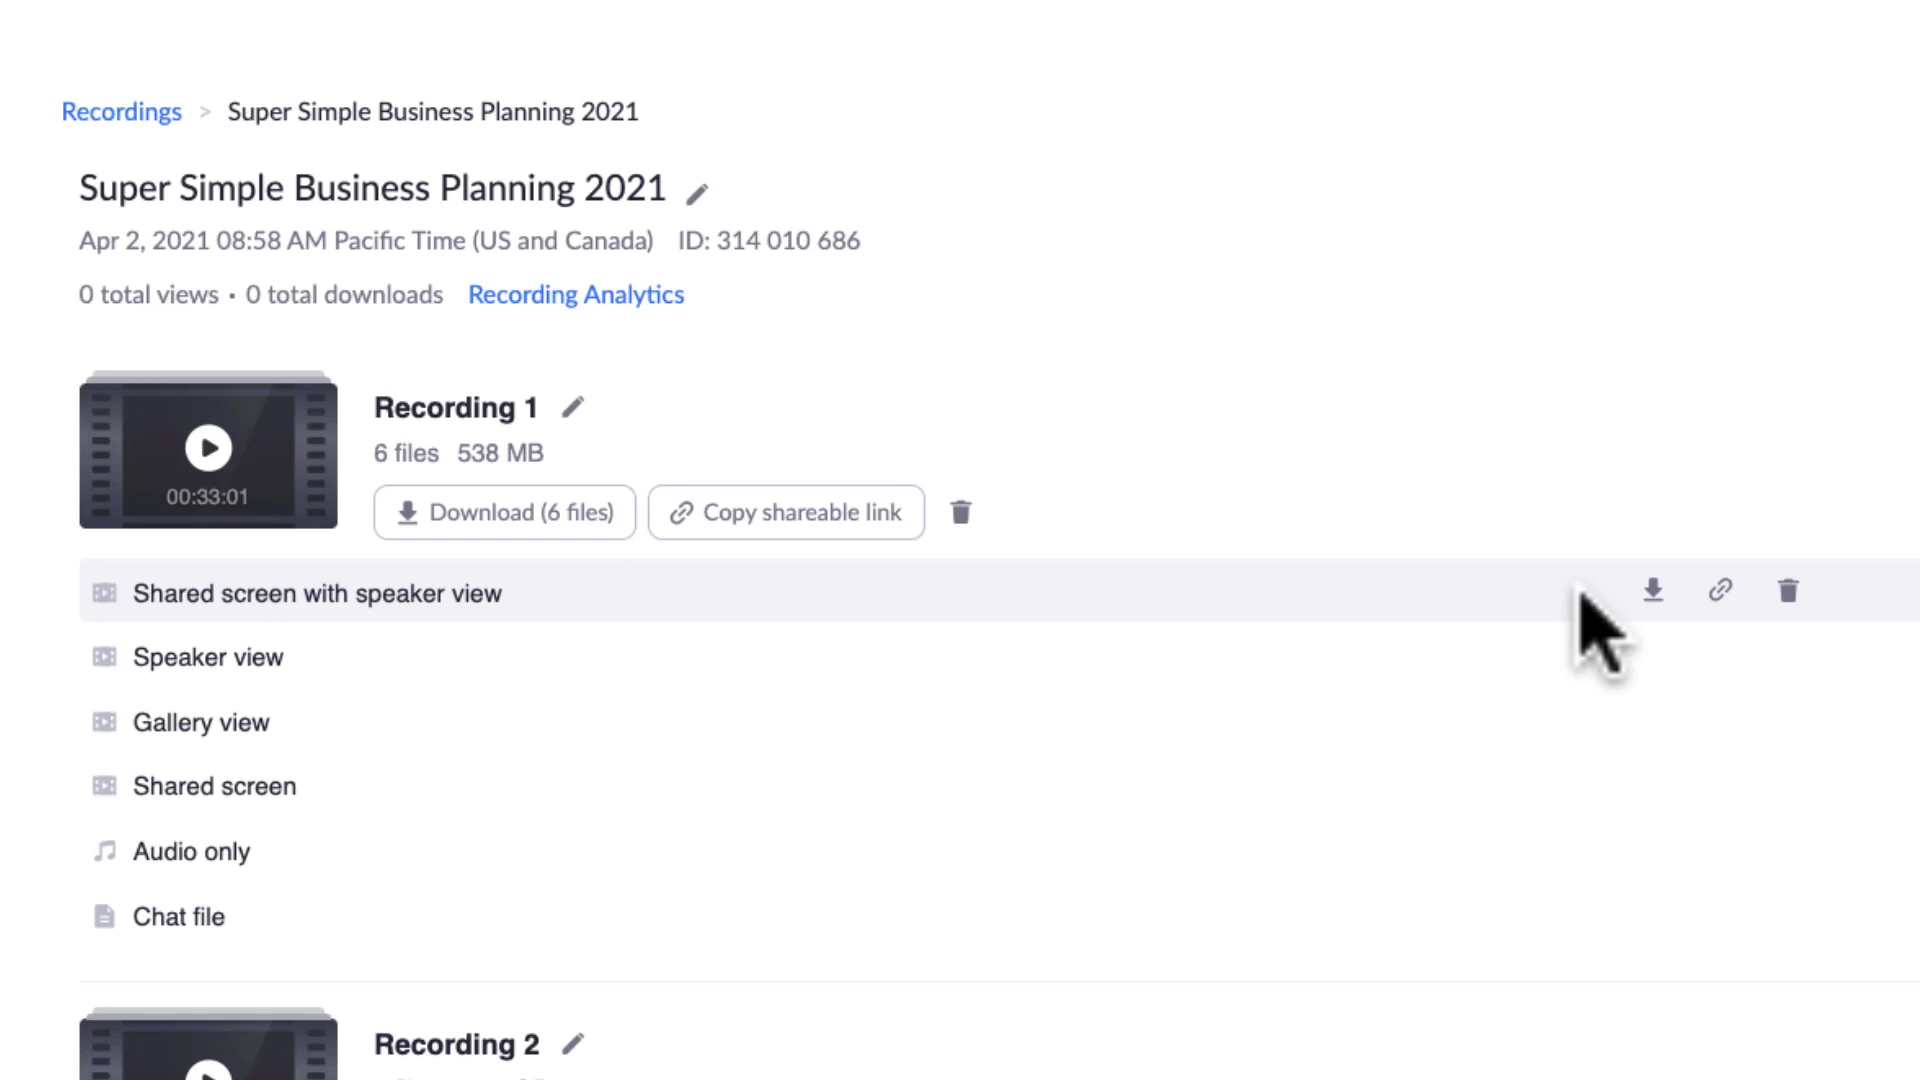 Recordings > Super Simple Business Planning 2021
Super Simple Business Planning 2021
Apr 2, 2021 08:58 AM Pacific Time (US and Canada) ID: 314 010 686
0 total views · 0 total downloads Recording Analytics
00:33:01
Recording 1
6 files 538 MB
Download (6 files)
Copy shareable link
Shared screen with speaker view
Speaker view
Gallery view
Shared screen
Audio only
Chat file
Recording 2